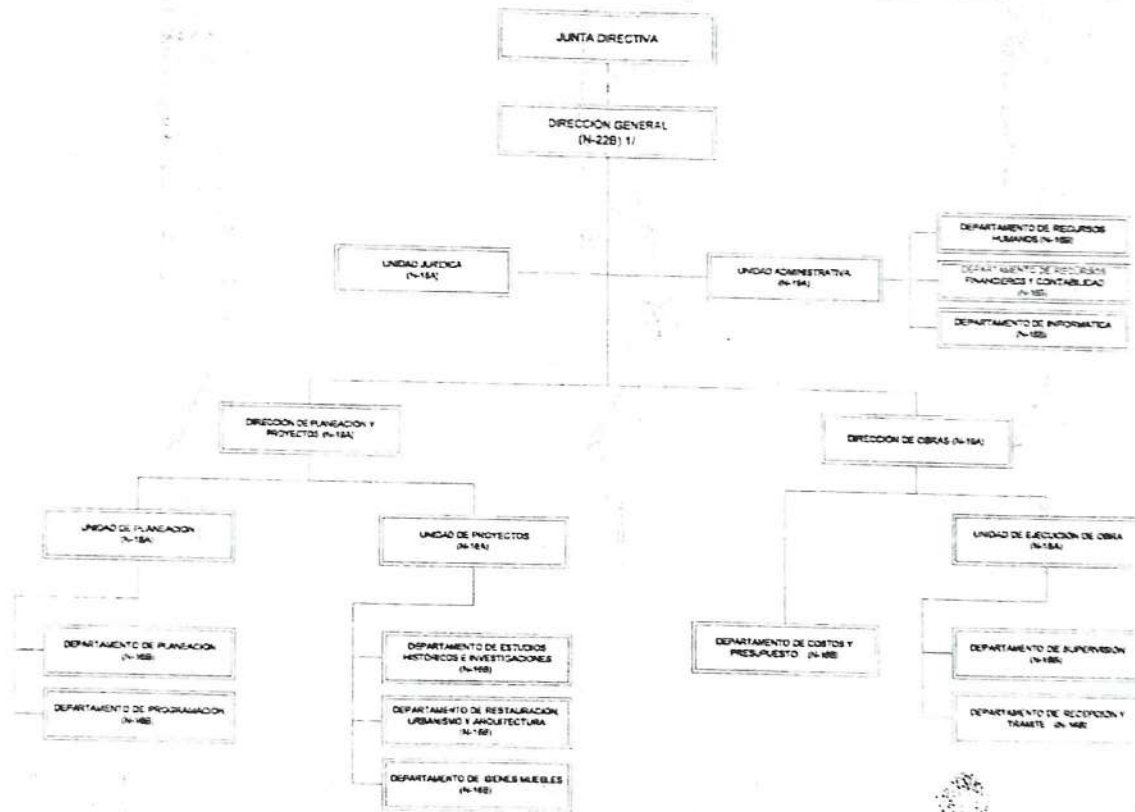 JUNTA DIRECTIVA
DIRECCIÓN GENERAL
(N-22B) 1/
UNIDAD JURÍDICA
(N-18A)
UNIDAD ADMINISTRATIVA
(N-18A)
DEPARTAMENTO DE RECURSOS
HUMANOS (N-16B)
DEPARTAMENTO DE RECURSOS
FINANCIEROS Y CONTABILIDAD
(N-16B)
DEPARTAMENTO DE INFORMATICA
(N-16B)
DIRECCIÓN DE PLANEACIÓN Y
PROYECTOS (N-19A)
DIRECCIÓN DE OBRAS (N-19A)
UNIDAD DE PLANEACIÓN
(N-18A)
UNIDAD DE PROYECTOS
(N-18A)
UNIDAD DE EJECUCIÓN DE OBRA
(N-18A)
DEPARTAMENTO DE PLANEACIÓN
(N-16B)
DEPARTAMENTO DE PROGRAMACIÓN
(N-16B)
DEPARTAMENTO DE ESTUDIOS
HISTÓRICOS E INVESTIGACIONES
(N-16B)
DEPARTAMENTO DE RESTAURACIÓN
URBANISMO Y ARQUITECTURA
(N-16B)
DEPARTAMENTO DE BIENES MUEBLES
(N-16B)
DEPARTAMENTO DE COSTOS Y
PRESUPUESTO (N-16B)
DEPARTAMENTO DE SUPERVISIÓN
(N-16B)
DEPARTAMENTO DE RECEPCIÓN Y
TRÁMITE (N-16B)